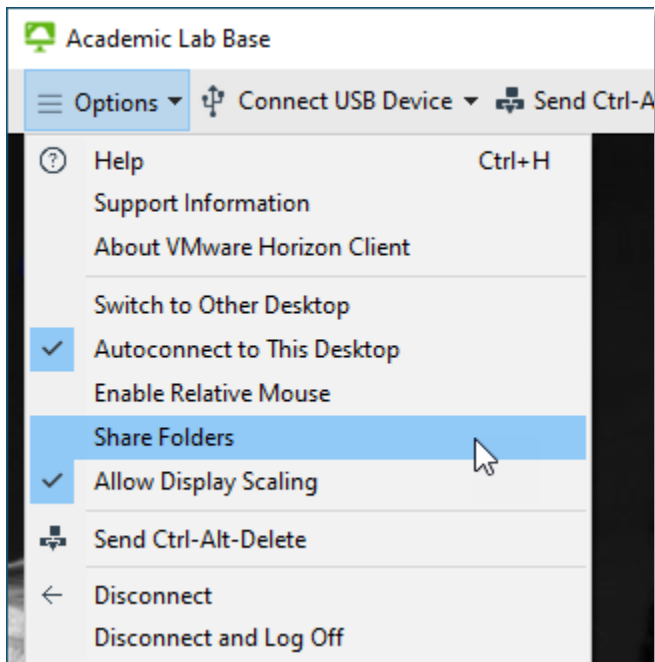 Academic Lab Base
Options Connect USB Device Send Ctrl-A
Help Ctrl+H
Support Information
About VMware Horizon Client
Switch to Other Desktop
Autoconnect to This Desktop
Enable Relative Mouse
Share Folders
Allow Display Scaling
Send Ctrl-Alt-Delete
Disconnect
Disconnect and Log Off